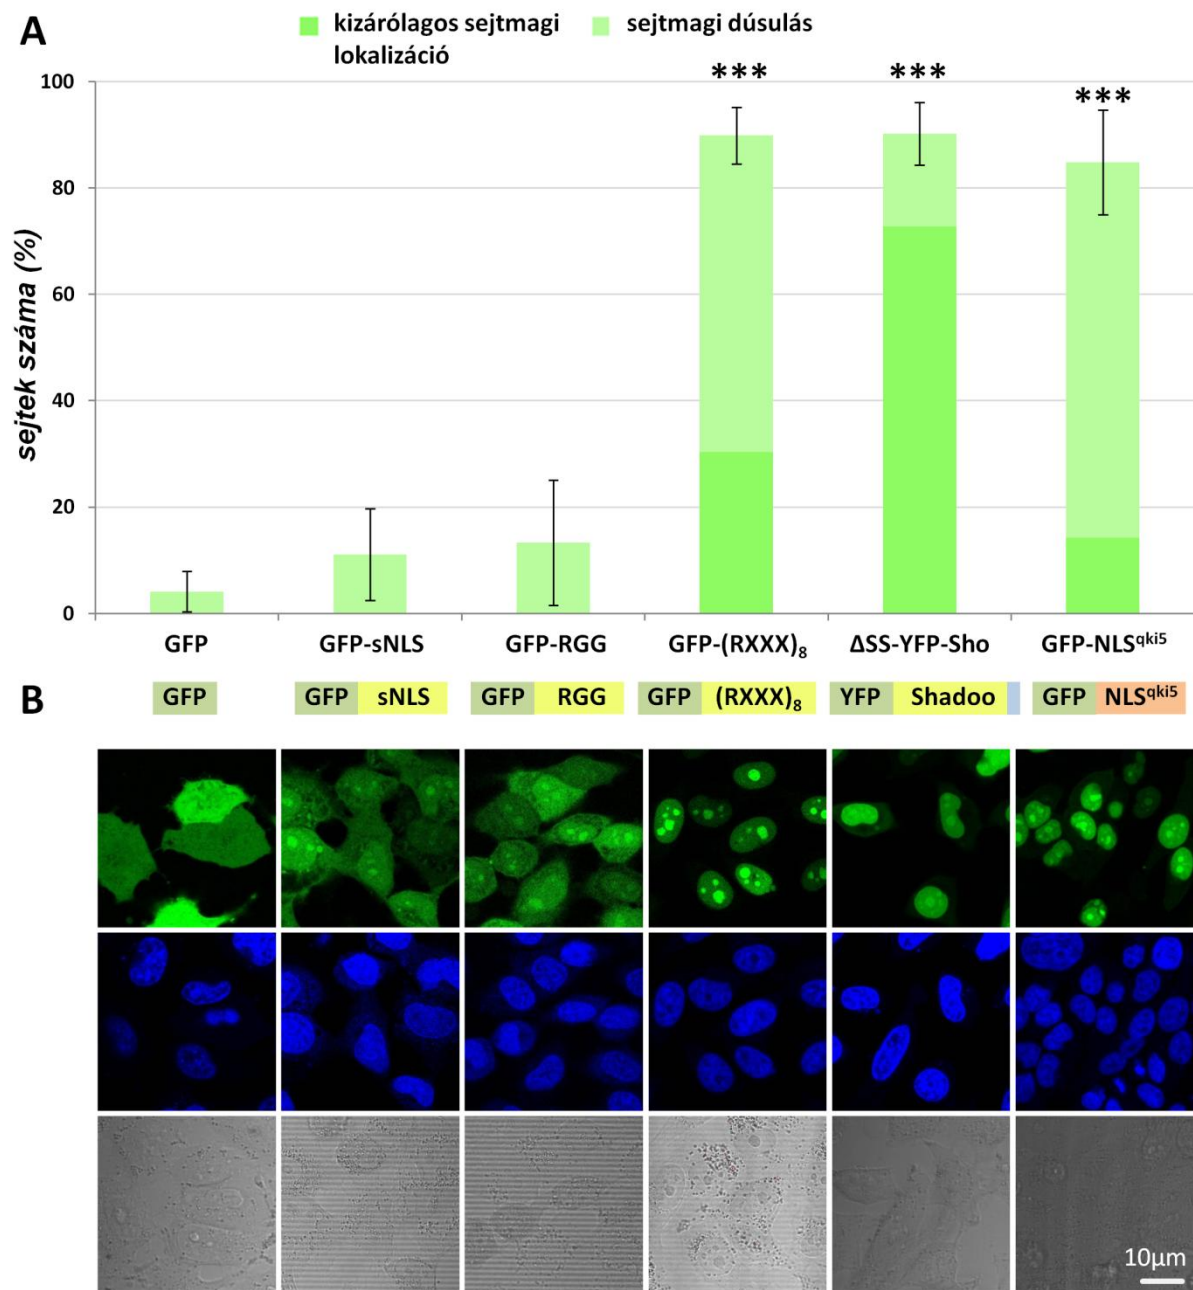 A
kizárólagos sejtmagi
lokalizáció
sejtmagi dúsulás
sejtek száma (%)
100
80
60
40
20
0
***
***
***
GFP
GFP-sNLS
GFP-RGG
GFP-(RXXX)₈
ΔSS-YFP-Sho
GFP-NLSqki5
B
GFP
GFP sNLS
GFP RGG
GFP (RXXX)₈
YFP Shadoo
GFP NLSqki5
10µm